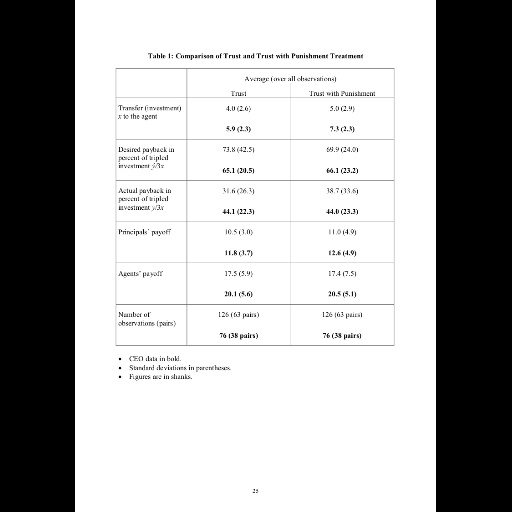 Table 1: Comparison of Trust and Trust with Punishment Treatment
Average (over all observations)
Trust Trust with Punishment
Transfer (investment) 4.0 (2.6) 5.0 (2.9)
x to the agent
5.9 (2.3) 7.3 (2.3)
Desired payback in 73.8 (42.5) 69.9 (24.0)
percent of tripled
investment ŷ/3x
65.1 (20.5) 66.1 (23.2)
Actual payback in 31.6 (26.3) 38.7 (33.6)
percent of tripled
investment y/3x
44.1 (22.3) 44.0 (23.3)
Principals' payoff 10.5 (3.0) 11.0 (4.9)
11.8 (3.7) 12.6 (4.9)
Agents' payoff 17.5 (5.9) 17.4 (7.5)
20.1 (5.6) 20.5 (5.1)
Number of 126 (63 pairs) 126 (63 pairs)
observations (pairs)
76 (38 pairs) 76 (38 pairs)
• CEO data in bold.
• Standard deviations in parentheses.
• Figures are in shanks.
25